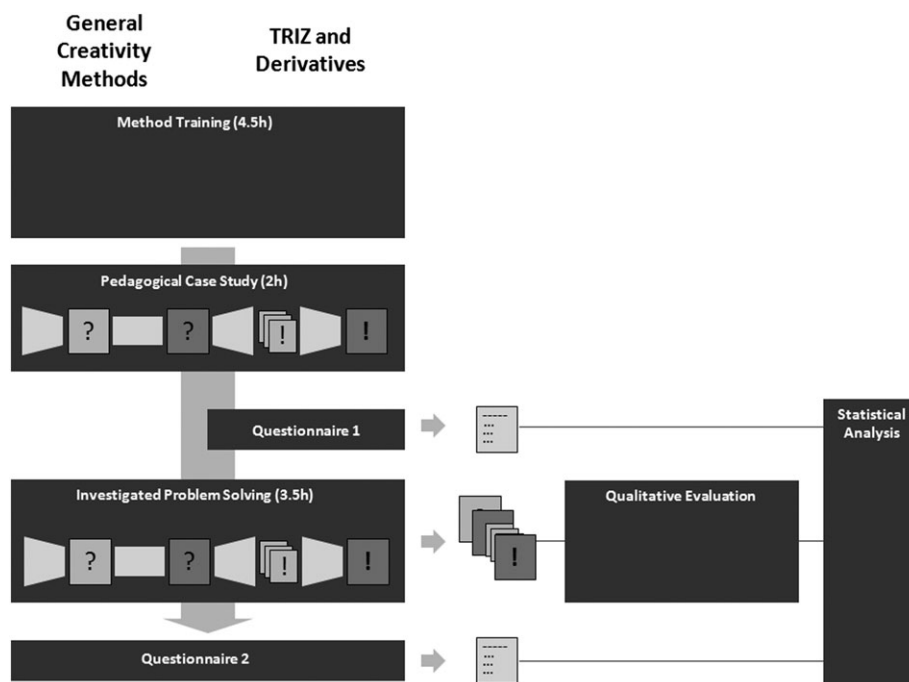 General
Creativity
Methods
TRIZ and
Derivatives
Method Training (4.5h)
Pedagogical Case Study (2h)
? ? ! !
Questionnaire 1
Statistical
Analysis
Investigated Problem Solving (3.5h)
Qualitative Evaluation
? ? ! ! !
Questionnaire 2